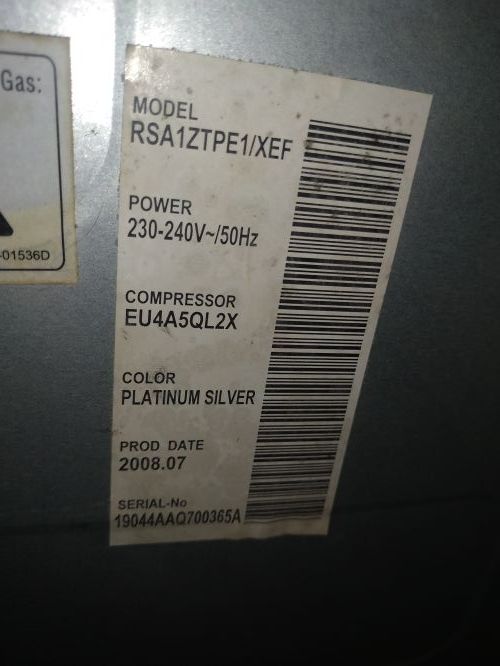 Gas:
-01536D
MODEL
RSA1ZTPE1/XEF
POWER
230-240V~/50Hz
COMPRESSOR
EU4A5QL2X
COLOR
PLATINUM SILVER
PROD DATE
2008.07
SERIAL-No
19044AAQ700365A